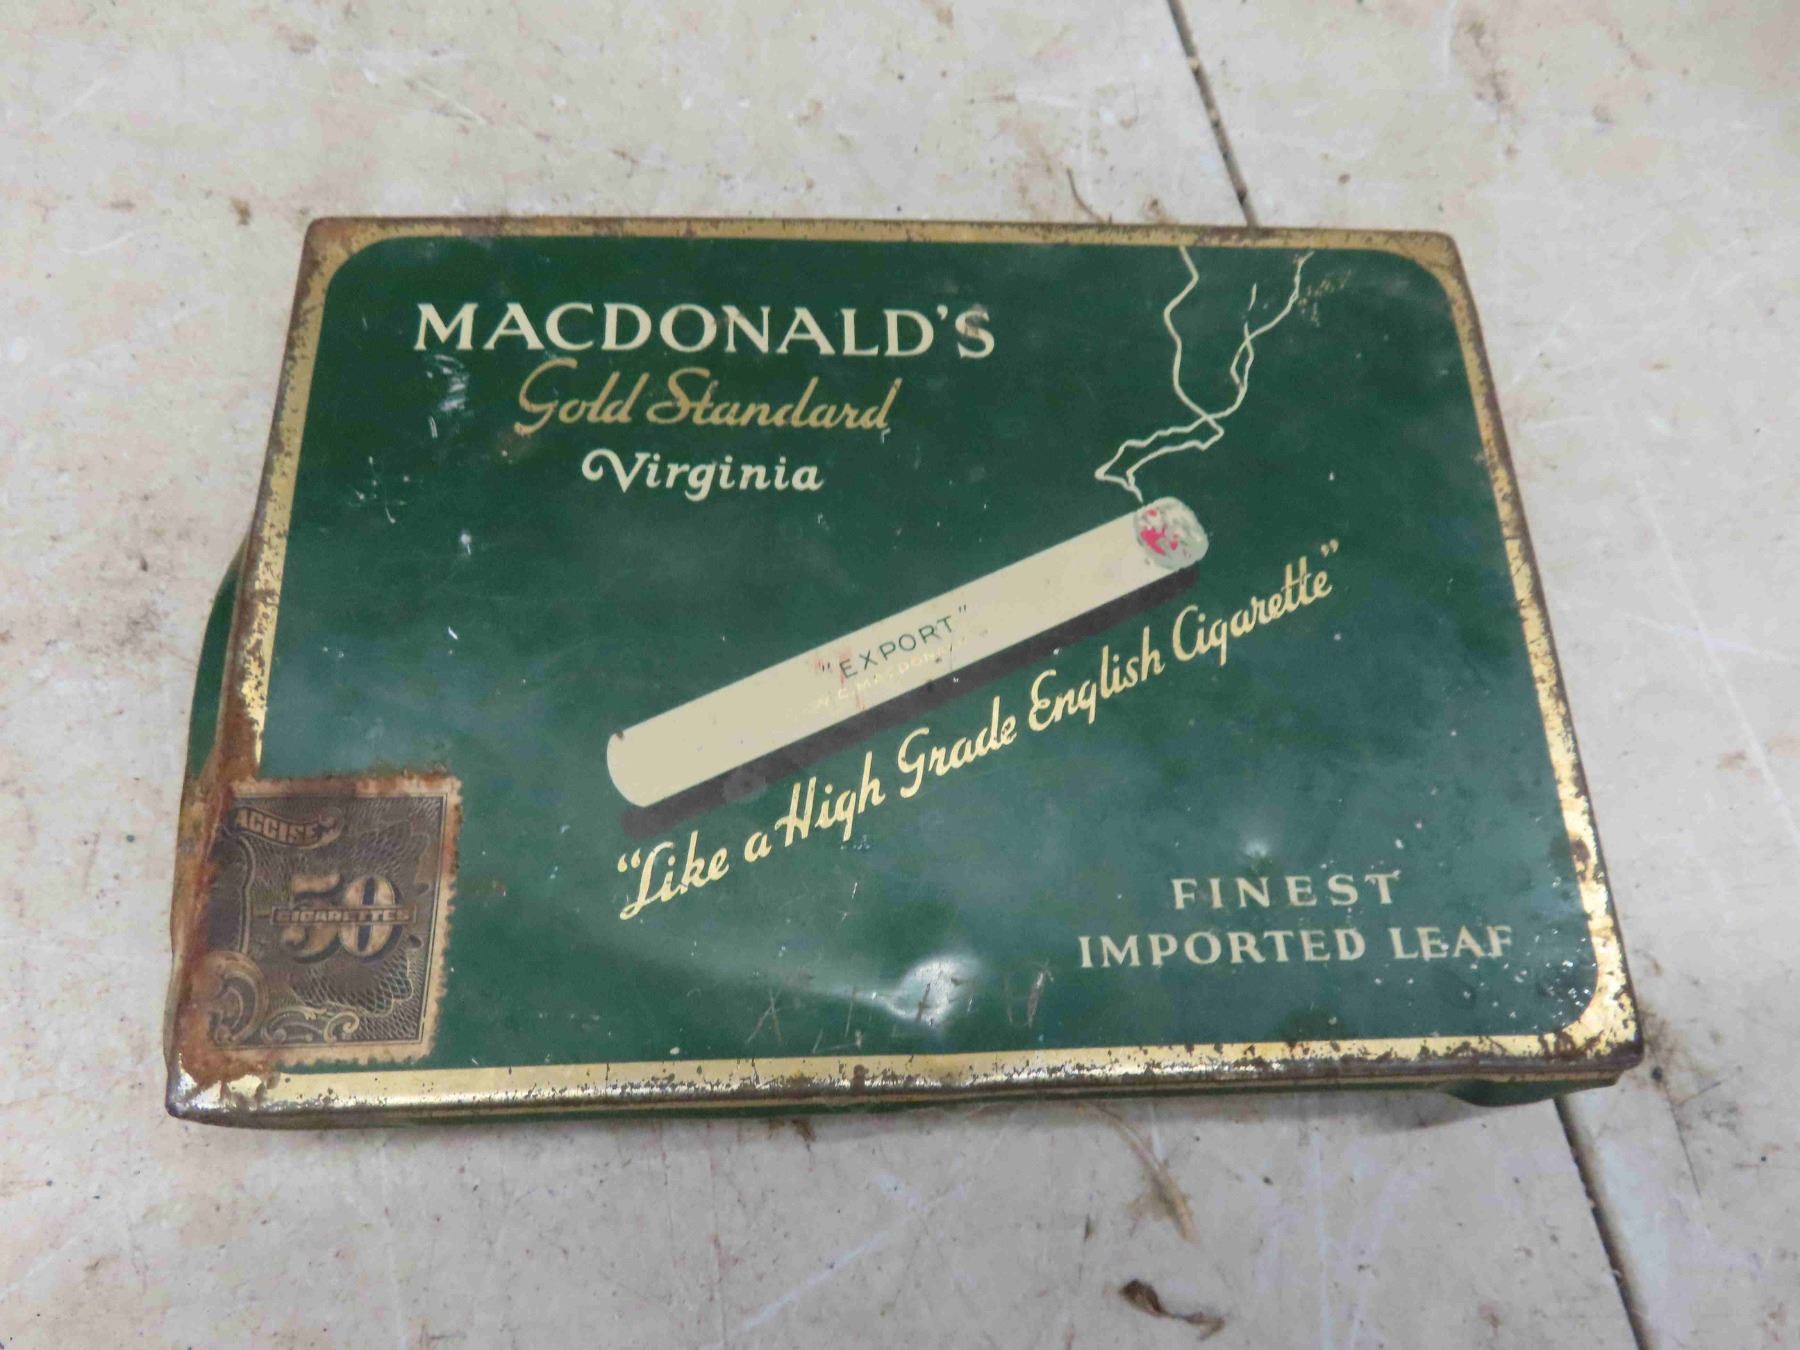 MACDONALD'S
Gold Standard
Virginia
"EXPORT"
"Like a High Grade English Cigarette"
FINEST
IMPORTED LEAF
ACCISE
50
CIGARETTES